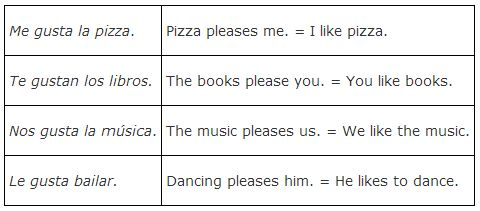 Me gusta la pizza. Pizza pleases me. = I like pizza.
Te gustan los libros. The books please you. = You like books.
Nos gusta la música. The music pleases us. = We like the music.
Le gusta bailar. Dancing pleases him. = He likes to dance.